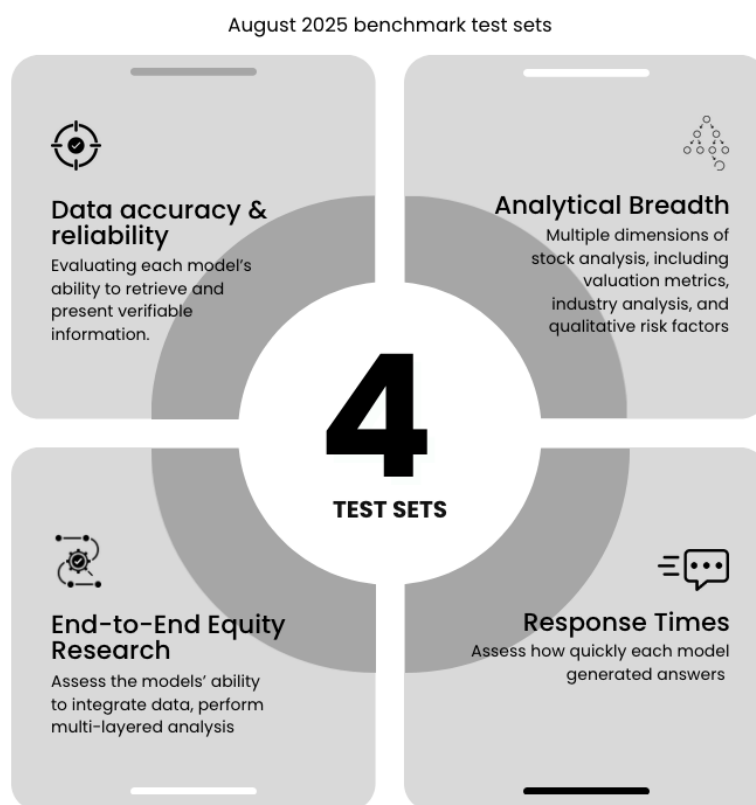 August 2025 benchmark test sets
Data accuracy &
reliability
Evaluating each model’s
ability to retrieve and
present verifiable
information.
Analytical Breadth
Multiple dimensions of
stock analysis, including
valuation metrics,
industry analysis, and
qualitative risk factors
4
TEST SETS
End-to-End Equity
Research
Assess the models’ ability
to integrate data, perform
multi-layered analysis
Response Times
Assess how quickly each model
generated answers